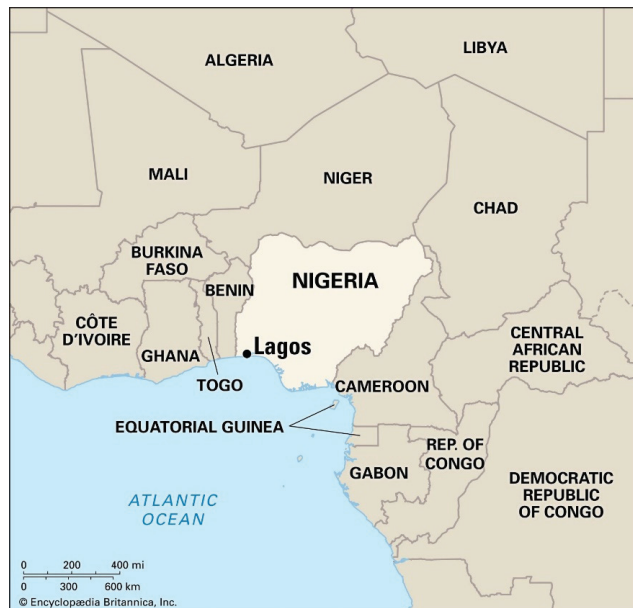 ALGERIA
LIBYA
MALI
NIGER
CHAD
BURKINA
FASO
BENIN
NIGERIA
CÔTE
D'IVOIRE
GHANA
TOGO
Lagos
CAMEROON
CENTRAL
AFRICAN
REPUBLIC
EQUATORIAL GUINEA
GABON
REP. OF
CONGO
DEMOCRATIC
REPUBLIC
OF CONGO
ATLANTIC
OCEAN
0 200 400 mi
0 300 600 km
© Encyclopædia Britannica, Inc.